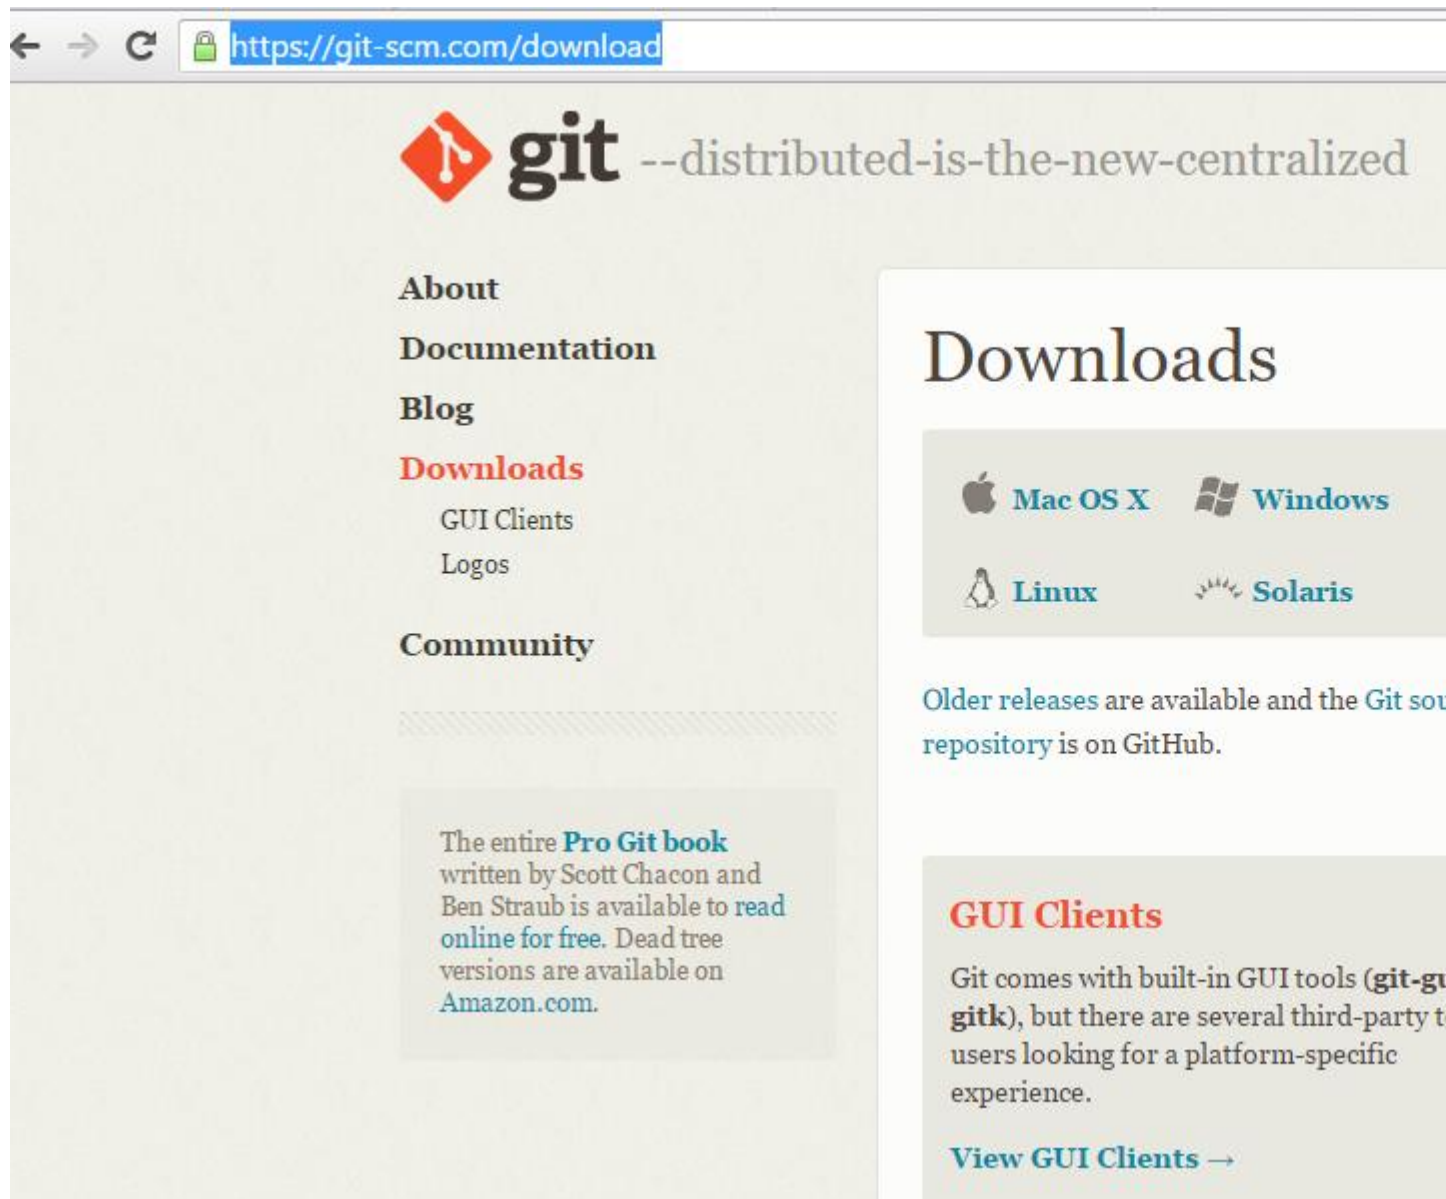 https://git-scm.com/download
git --distributed-is-the-new-centralized
About
Documentation
Blog
Downloads
GUI Clients
Logos
Community
The entire Pro Git book
written by Scott Chacon and
Ben Straub is available to read
online for free. Dead tree
versions are available on
Amazon.com.
Downloads
Mac OS X Windows
Linux Solaris
Older releases are available and the Git
repository is on GitHub.
GUI Clients
Git comes with built-in GUI tools (
gitk), but there are several third-party
users looking for a platform-specific
experience.
View GUI Clients →